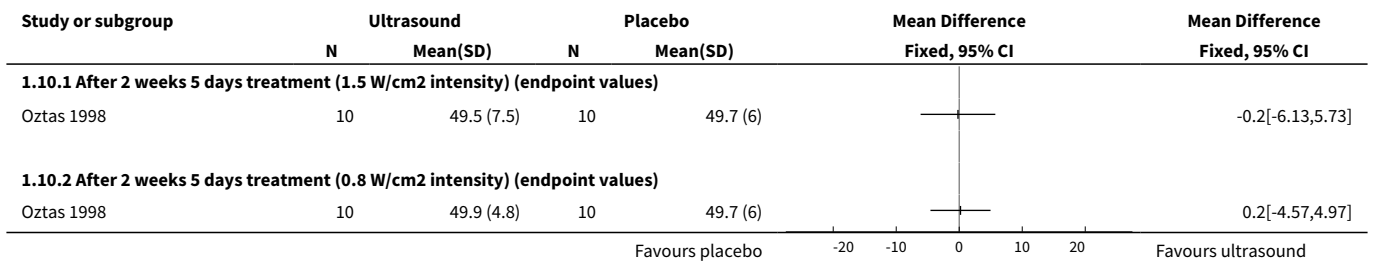 Study or subgroup Ultrasound Placebo Mean Difference Mean Difference
N Mean(SD) N Mean(SD) Fixed, 95% CI Fixed, 95% CI
1.10.1 After 2 weeks 5 days treatment (1.5 W/cm2 intensity) (endpoint values)
Oztas 1998 10 49.5 (7.5) 10 49.7 (6) -0.2[-6.13,5.73]
1.10.2 After 2 weeks 5 days treatment (0.8 W/cm2 intensity) (endpoint values)
Oztas 1998 10 49.9 (4.8) 10 49.7 (6) 0.2[-4.57,4.97]
Favours placebo -20 -10 0 10 20 Favours ultrasound